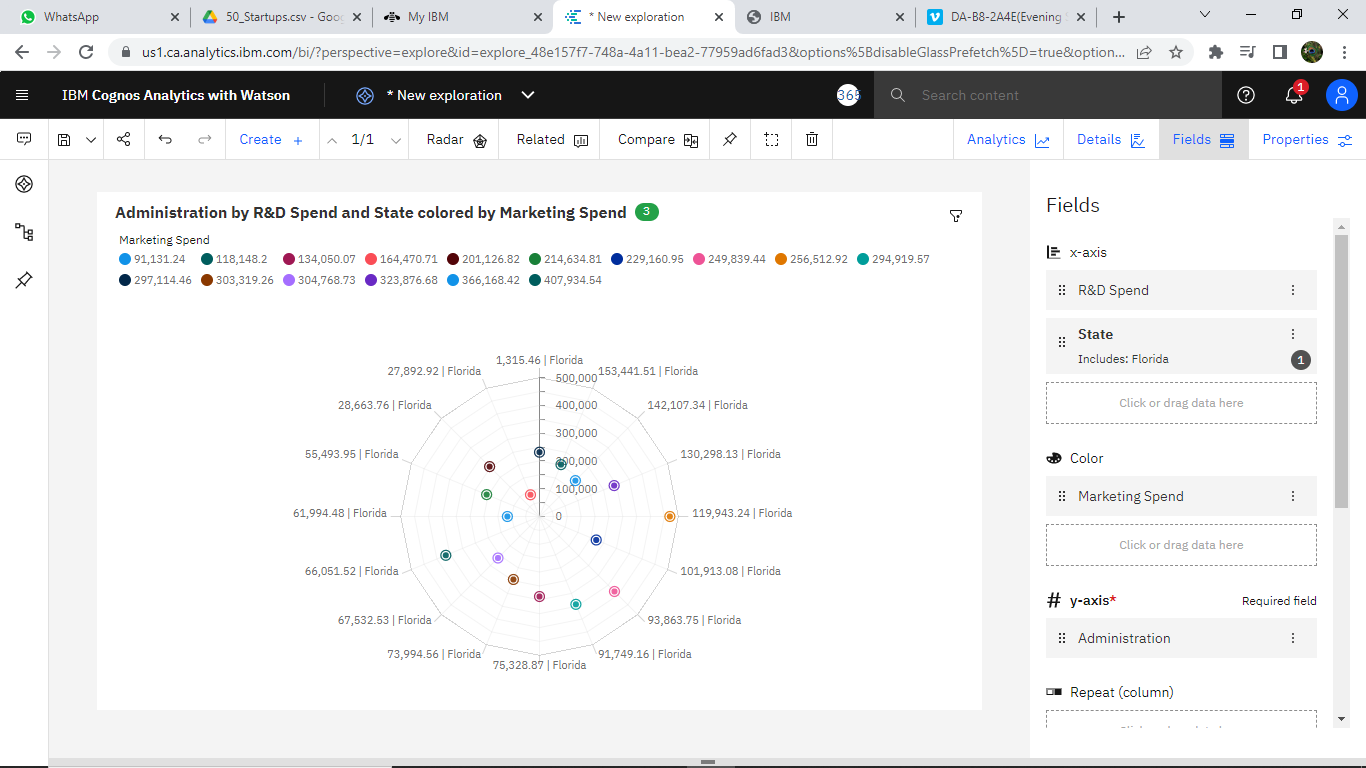 WhatsApp
50_Startups.csv - Goo
My IBM
* New exploration
IBM
DA-B8-2A4E(Evening
us1.ca.analytics.ibm.com/bi/?perspective=explore&id=explore_48e157f7-748a-4a11-bea2-77959ad6fad3&options%5BdisableGlassPrefetch%5D=true&option...
IBM Cognos Analytics with Watson
* New exploration
365
Search content
1
Create +
1/1
Radar
Related
Compare
Analytics
Details
Fields
Properties
Administration by R&D Spend and State colored by Marketing Spend 3
Marketing Spend
91,131.24 118,148.2 134,050.07 164,470.71 201,126.82 214,634.81 229,160.95 249,839.44 256,512.92 294,919.57
297,114.46 303,319.26 304,768.73 323,876.68 366,168.42 407,934.54
1,315.46 | Florida
27,892.92 | Florida
153,441.51 | Florida
500,000
28,663.76 | Florida
400,000
142,107.34 | Florida
300,000
55,493.95 | Florida
200,000
130,298.13 | Florida
100,000
61,994.48 | Florida
0
119,943.24 | Florida
66,051.52 | Florida
101,913.08 | Florida
67,532.53 | Florida
93,863.75 | Florida
73,994.56 | Florida
91,749.16 | Florida
75,328.87 | Florida
Fields
x-axis
R&D Spend
State
Includes: Florida
1
Click or drag data here
Color
Marketing Spend
Click or drag data here
# y-axis* Required field
Administration
Repeat (column)